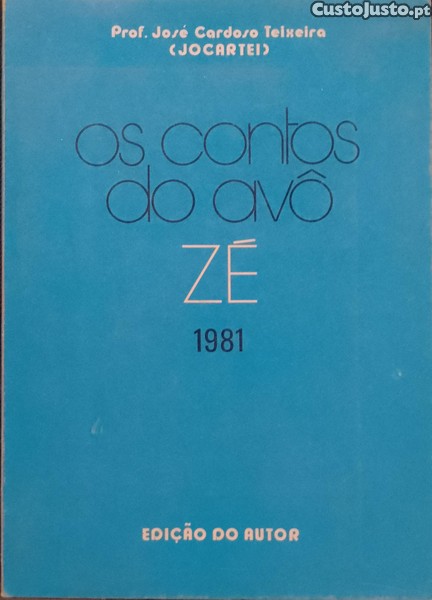 CustoJusto.pt
Prof. José Cardoso Teixeira
(JOCARTEI)
os contos
do avô
ZÉ
1981
EDIÇÃO DO AUTOR